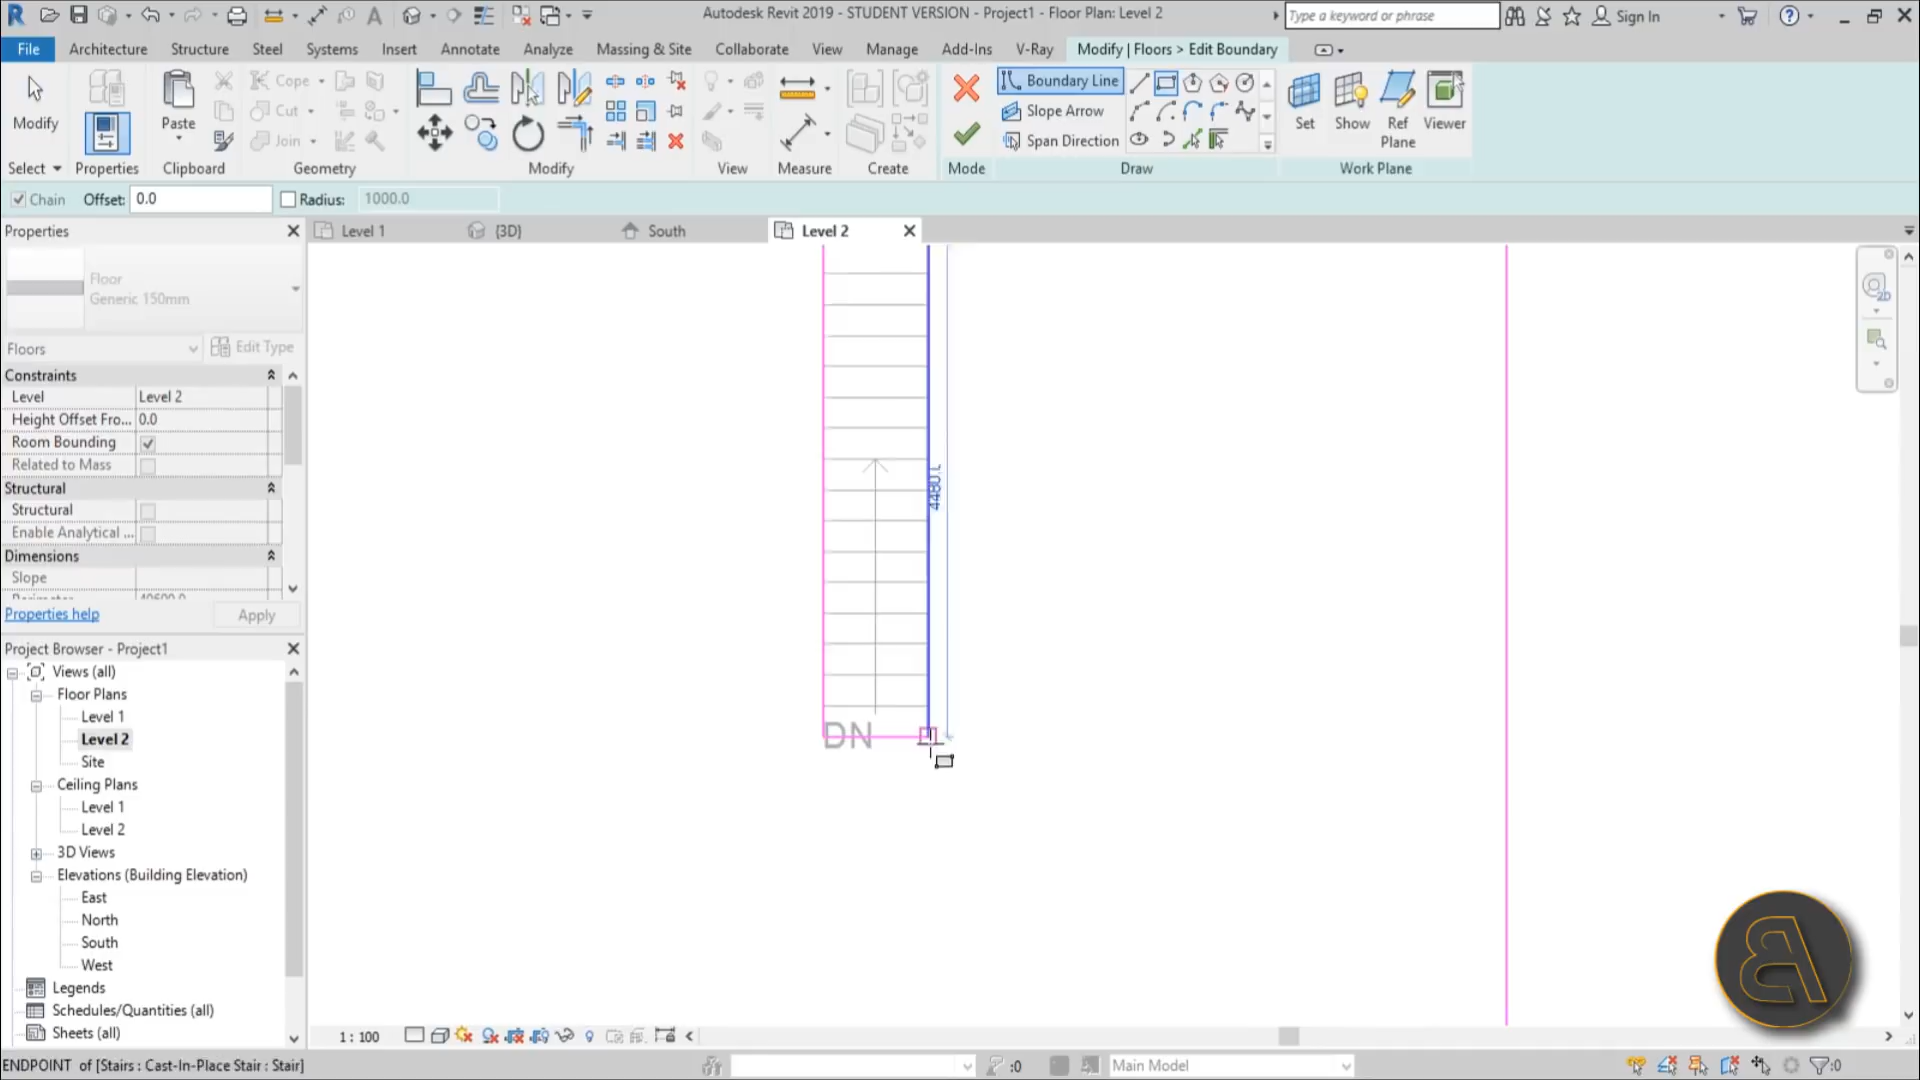 Autodesk Revit 2019 - STUDENT VERSION - Project1 - Floor Plan: Level 2
Type a keyword or phrase
Sign In
File
Architecture
Structure
Steel
Systems
Insert
Annotate
Analyze
Massing & Site
Collaborate
View
Manage
Add-Ins
V-Ray
Modify | Floors > Edit Boundary
Modify
Paste
Cope
Cut
Join
Boundary Line
Slope Arrow
Span Direction
Set
Show
Ref
Plane
Viewer
Select
Properties
Clipboard
Geometry
Modify
View
Measure
Create
Mode
Draw
Work Plane
Chain
Offset: 0.0
Radius: 1000.0
Properties
Level 1
{3D}
South
Level 2
Floor
Generic 150mm
Floors
Edit Type
Constraints
Level Level 2
Height Offset Fro... 0.0
Room Bounding
Related to Mass
Structural
Structural
Enable Analytical ...
Dimensions
Slope
Properties help
Apply
Project Browser - Project1
Views (all)
Floor Plans
Level 1
Level 2
Site
Ceiling Plans
Level 1
Level 2
3D Views
Elevations (Building Elevation)
East
North
South
West
Legends
Schedules/Quantities (all)
Sheets (all)
DN
2D
1 : 100
ENDPOINT of [Stairs : Cast-In-Place Stair : Stair]
:0
Main Model
:0